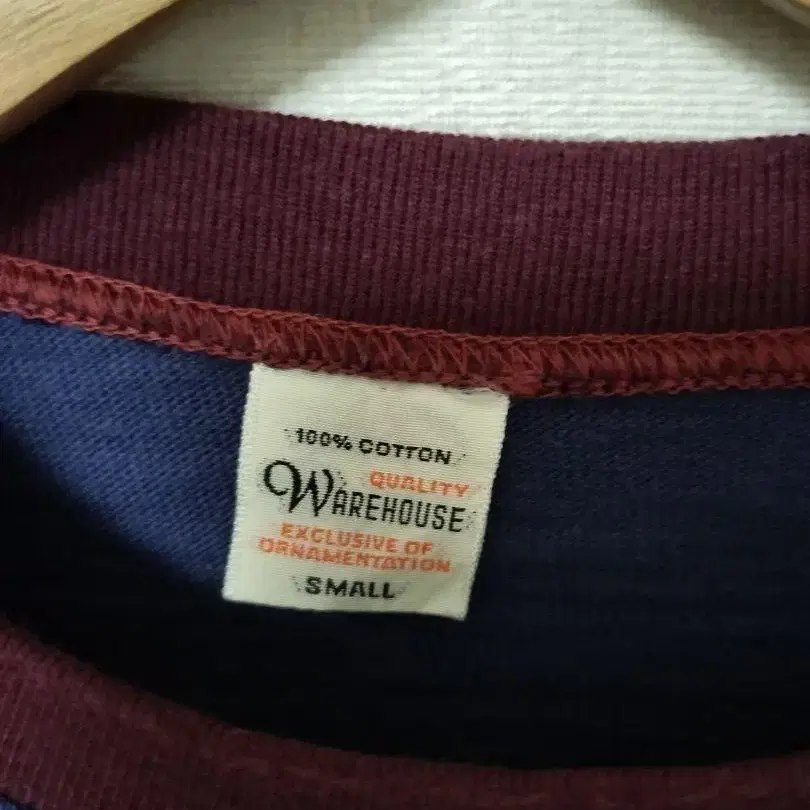 100% COTTON
QUALITY
WAREHOUSE
EXCLUSIVE OF
ORNAMENTATION
SMALL